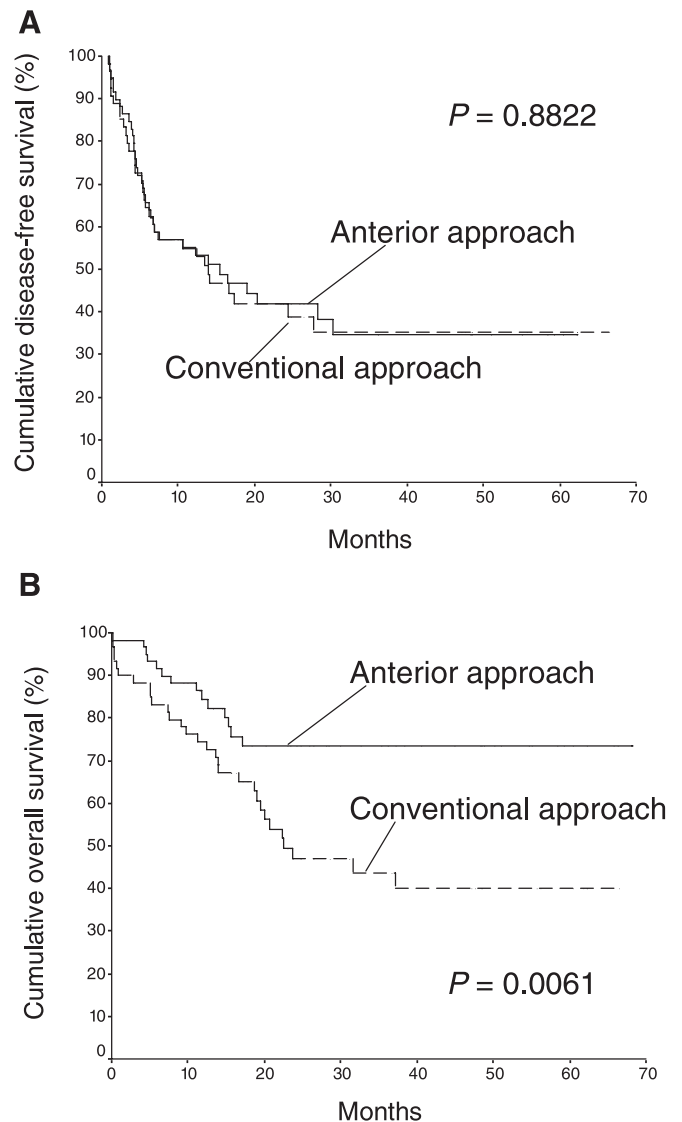 A
Cumulative disease-free survival (%)
100
90
80
70
60
50
40
30
20
10
0
P = 0.8822
Anterior approach
Conventional approach
0 10 20 30 40 50 60 70
Months
B
Cumulative overall survival (%)
100
90
80
70
60
50
40
30
20
10
0
Anterior approach
Conventional approach
P = 0.0061
0 10 20 30 40 50 60 70
Months